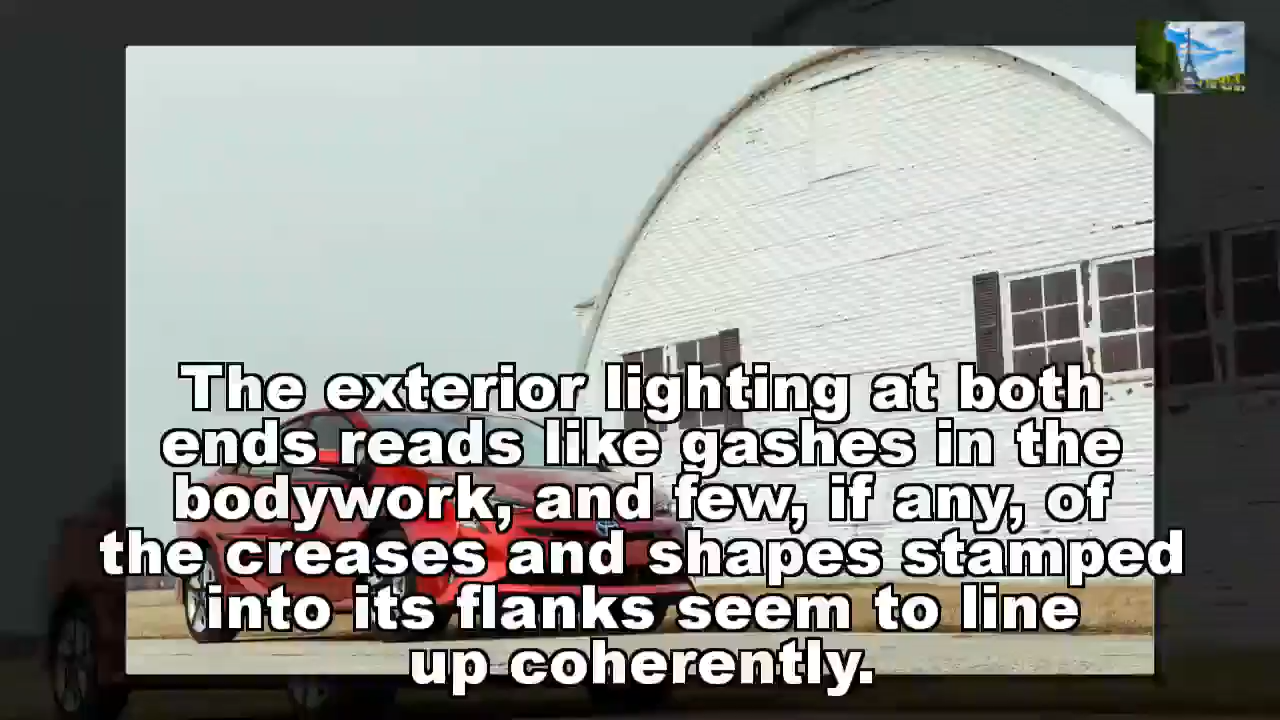 The exterior lighting at both
ends reads like gashes in the
bodywork, and few, if any, of
the creases and shapes stamped
into its flanks seem to line
up coherently.